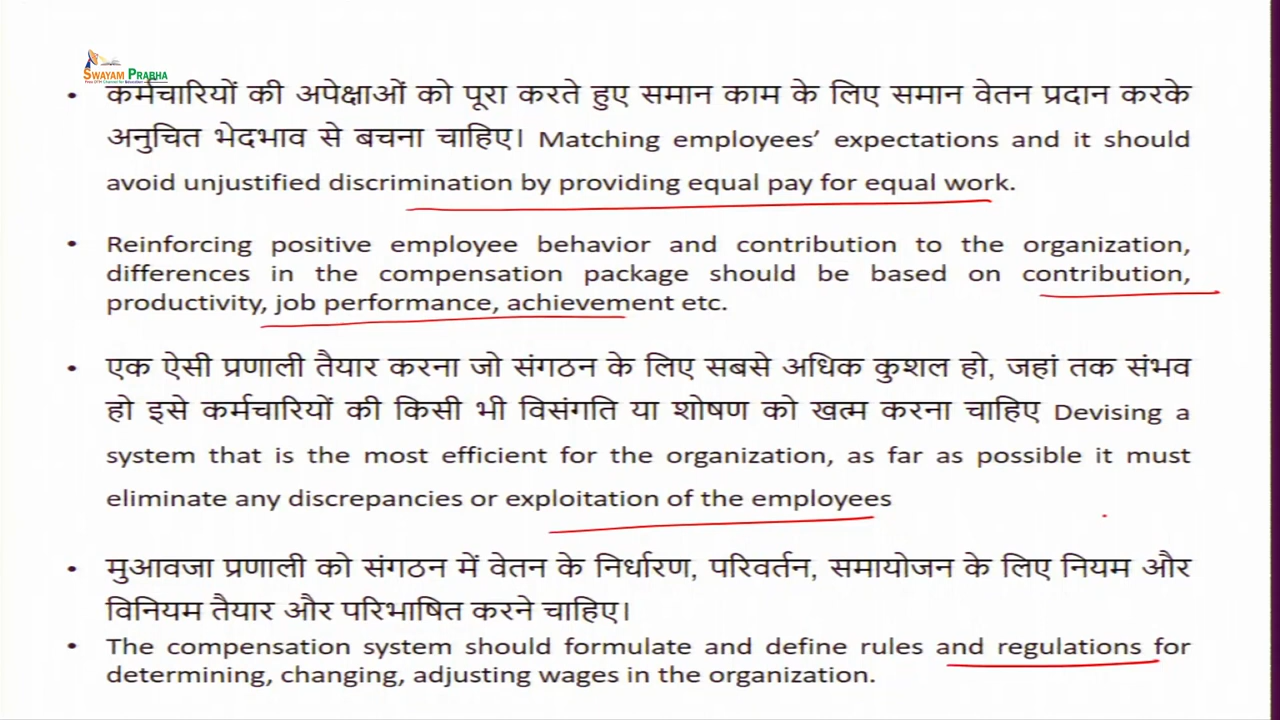 SWAYAM PRABHA
• कर्मचारियों की अपेक्षाओं को पूरा करते हुए समान काम के लिए समान वेतन प्रदान करके
अनुचित भेदभाव से बचना चाहिए। Matching employees’ expectations and it should
avoid unjustified discrimination by providing equal pay for equal work.
• Reinforcing positive employee behavior and contribution to the organization,
differences in the compensation package should be based on contribution,
productivity, job performance, achievement etc.
• एक ऐसी प्रणाली तैयार करना जो संगठन के लिए सबसे अधिक कुशल हो, जहां तक संभव
हो इसे कर्मचारियों की किसी भी विसंगति या शोषण को खत्म करना चाहिए Devising a
system that is the most efficient for the organization, as far as possible it must
eliminate any discrepancies or exploitation of the employees
• मुआवजा प्रणाली को संगठन में वेतन के निर्धारण, परिवर्तन, समायोजन के लिए नियम और
विनियम तैयार और परिभाषित करने चाहिए।
• The compensation system should formulate and define rules and regulations for
determining, changing, adjusting wages in the organization.